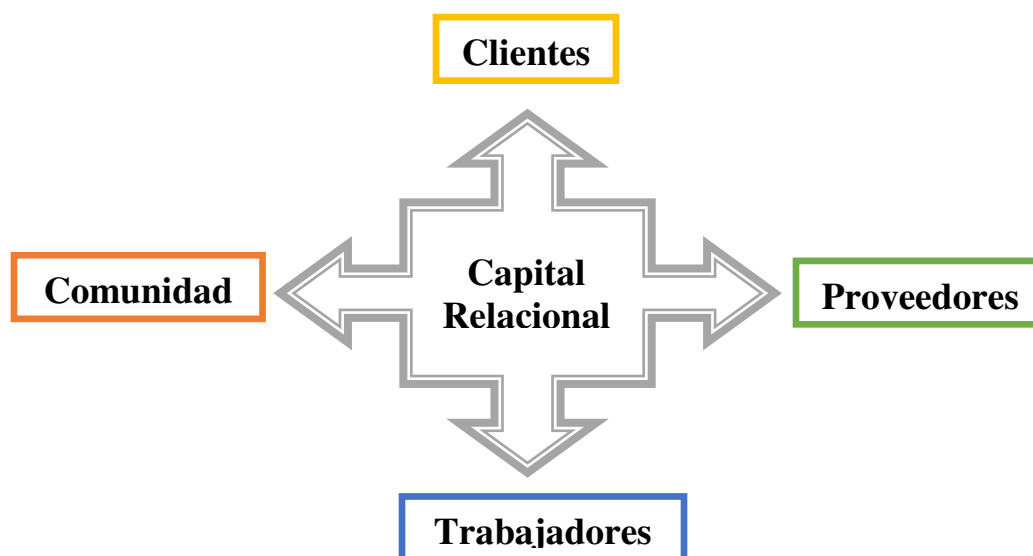 Clientes
Comunidad
Capital
Relacional
Proveedores
Trabajadores